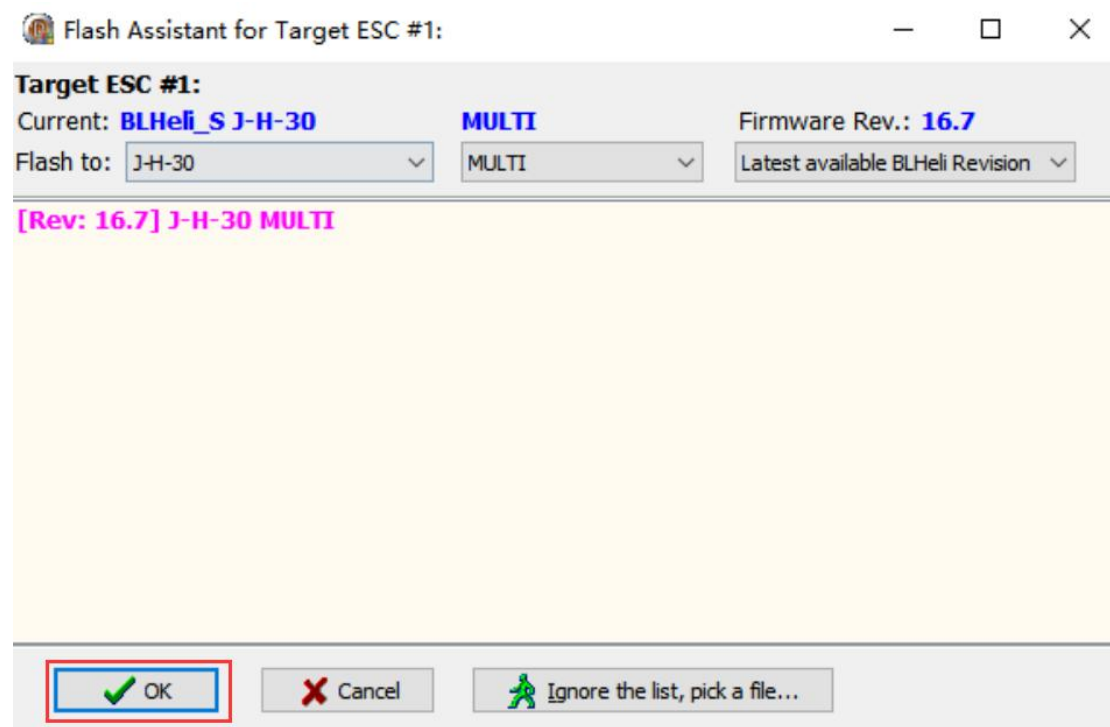 Flash Assistant for Target ESC #1:
Target ESC #1:
Current: BLHeli_S J-H-30 MULTI Firmware Rev.: 16.7
Flash to: J-H-30 MULTI Latest available BLHeli Revision
[Rev: 16.7] J-H-30 MULTI
OK Cancel Ignore the list, pick a file...